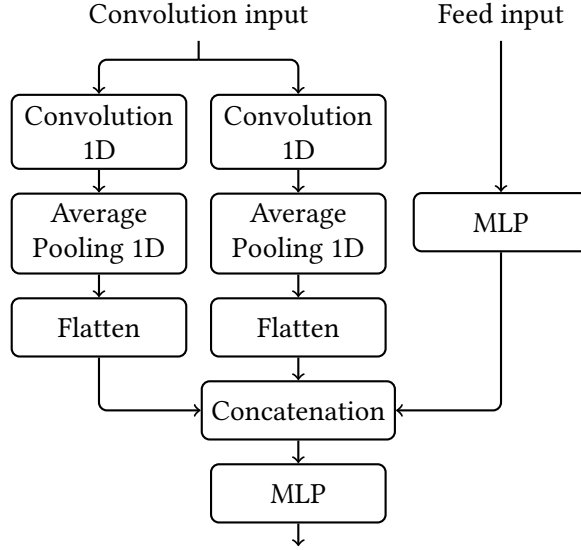 Convolution input
Feed input
Convolution
1D
Convolution
1D
Average
Pooling 1D
Average
Pooling 1D
MLP
Flatten
Flatten
Concatenation
MLP